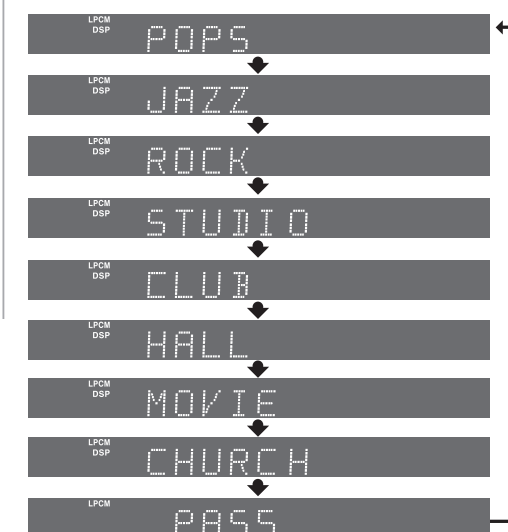 LPCM
DSP
POPS
LPCM
DSP
JAZZ
LPCM
DSP
ROCK
LPCM
DSP
STUDIO
LPCM
DSP
CLUB
LPCM
DSP
HALL
LPCM
DSP
MOVIE
LPCM
DSP
CHURCH
LPCM
PASS